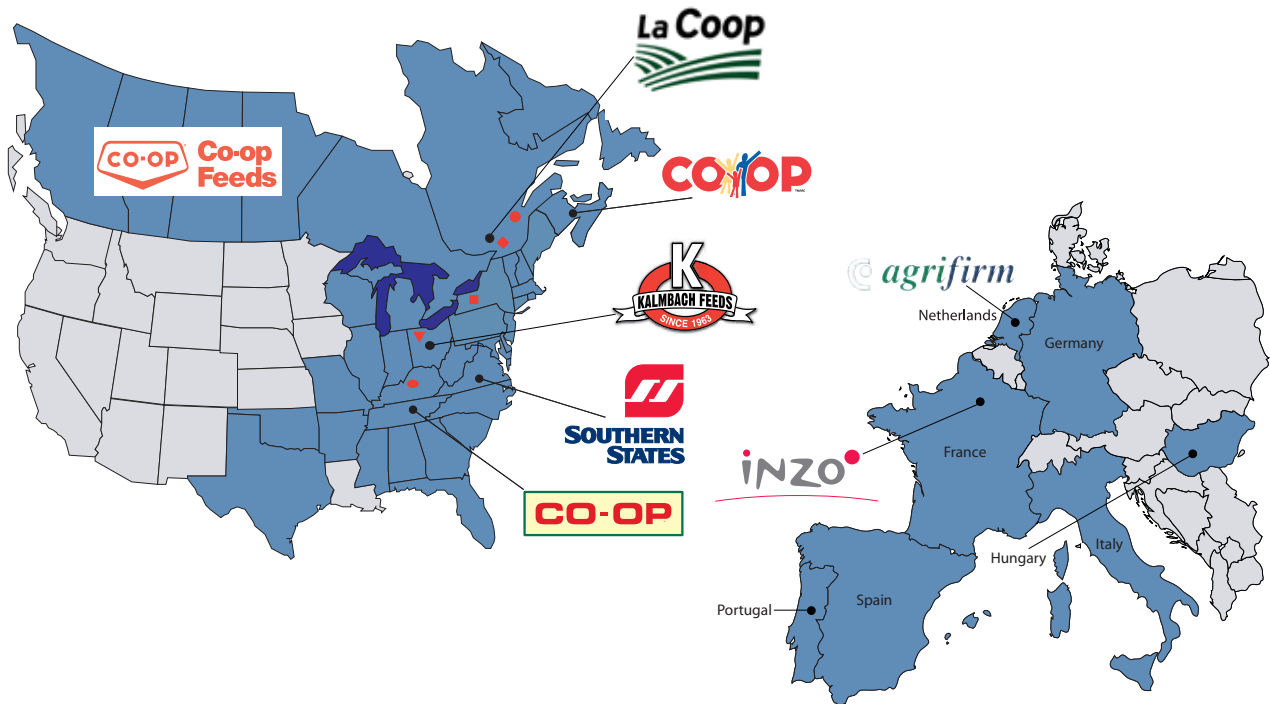 La Coop
CO-OP
Co-op
Feeds
COOP
K
KALMBACH FEEDS
SINCE 1963
SOUTHERN
STATES
CO-OP
agrifirm
Netherlands
Germany
iNZO
France
Hungary
Italy
Portugal
Spain